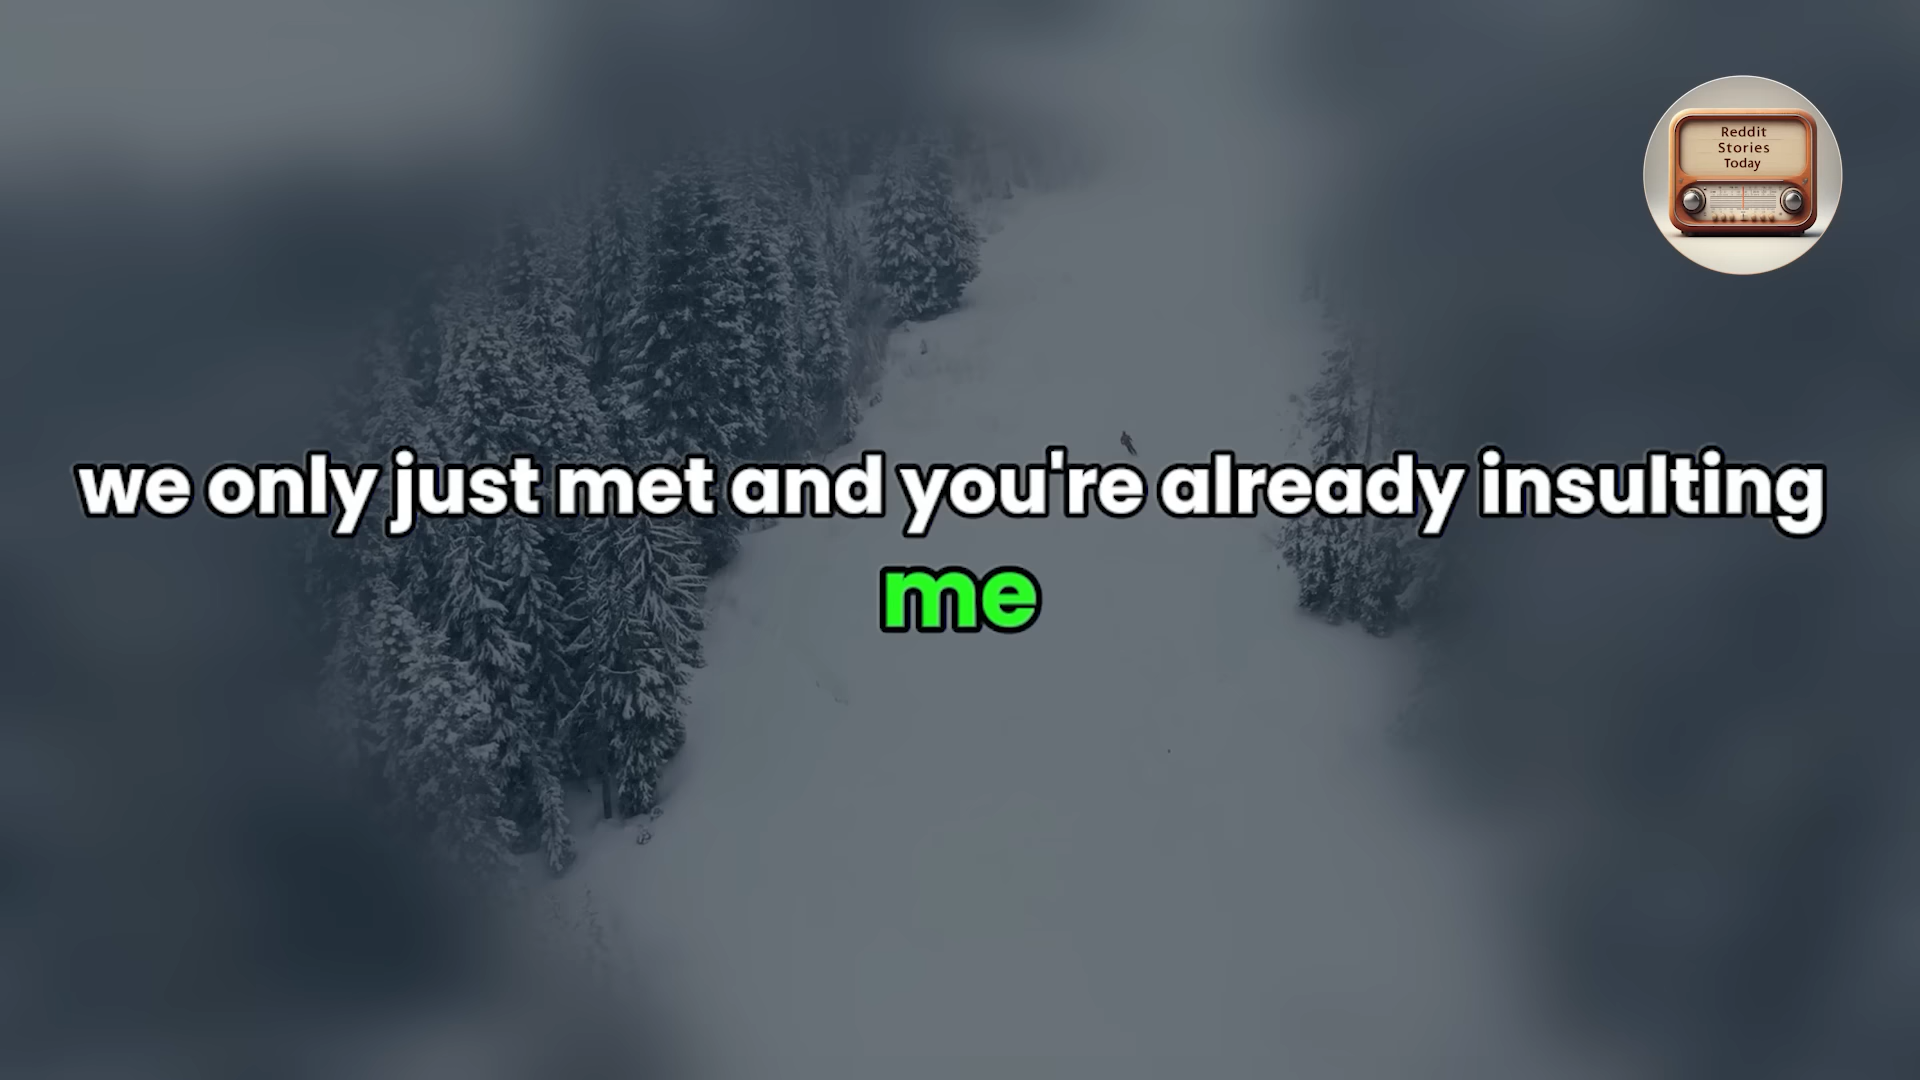 Reddit
Stories
Today
we only just met and you're already insulting
me